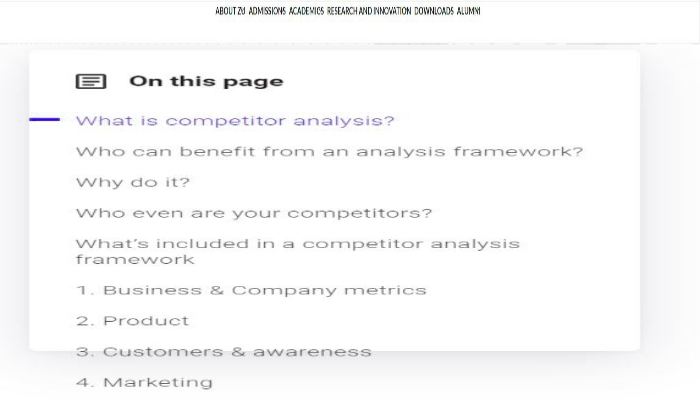 ABOUT ZU ADMISSIONS ACADEMICS RESEARCH AND INNOVATION DOWNLOADS ALUMNI
On this page
What is competitor analysis?
Who can benefit from an analysis framework?
Why do it?
Who even are your competitors?
What's included in a competitor analysis
framework
1. Business & Company metrics
2. Product
3. Customers & awareness
4. Marketing